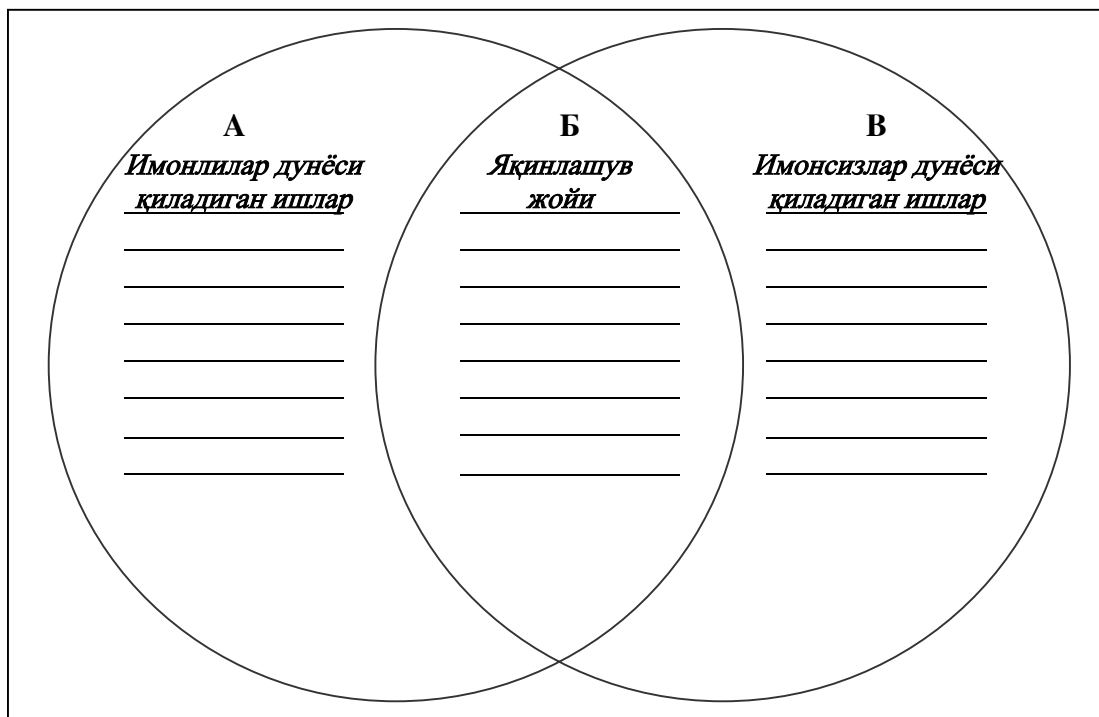 А
Имонлилар дунёси
қиладиган ишлар
Б
Яқинлашув
жойи
В
Имонсизлар дунёси
қиладиган ишлар